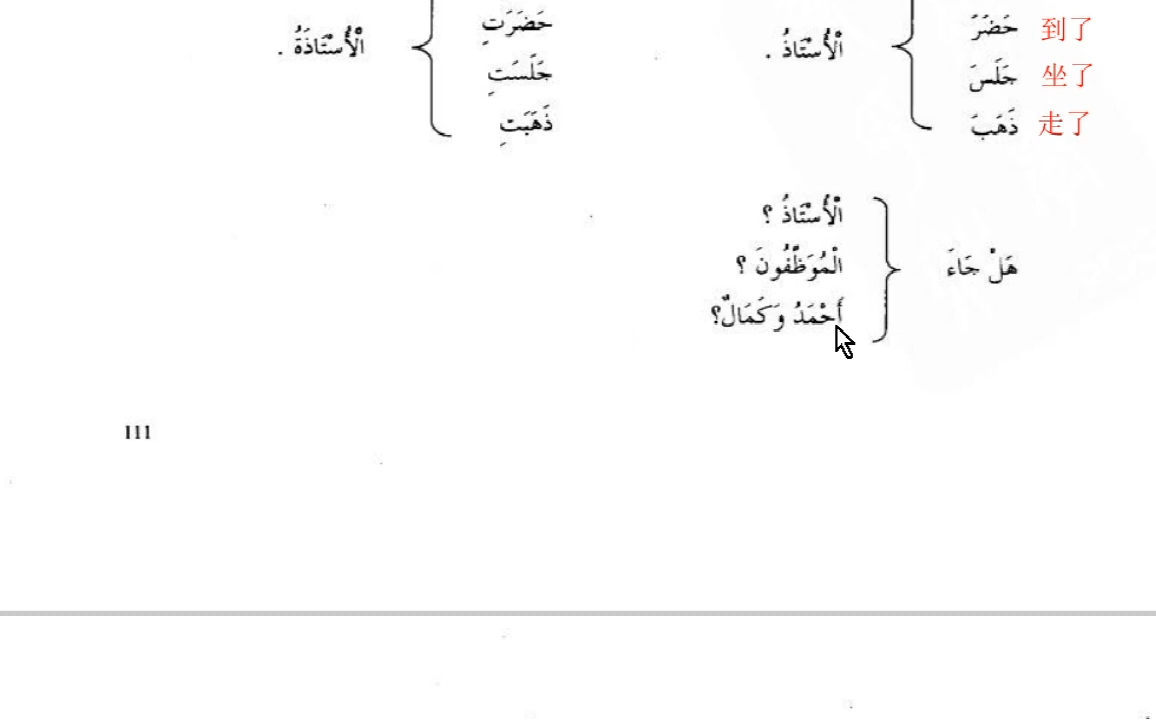 حَضَرَ 到了
جَلَسَ 坐了
ذَهَبَ 走了
الْأُسْتَاذُ .
حَضَرَتِ
جَلَسَتِ
ذَهَبَتِ
الْأُسْتَاذَةُ .
هَلْ جَاءَ
الْأُسْتَاذُ ؟
الْمُوَظَّفُونَ ؟
أَحْمَدُ وَكَمَالٌ؟
111